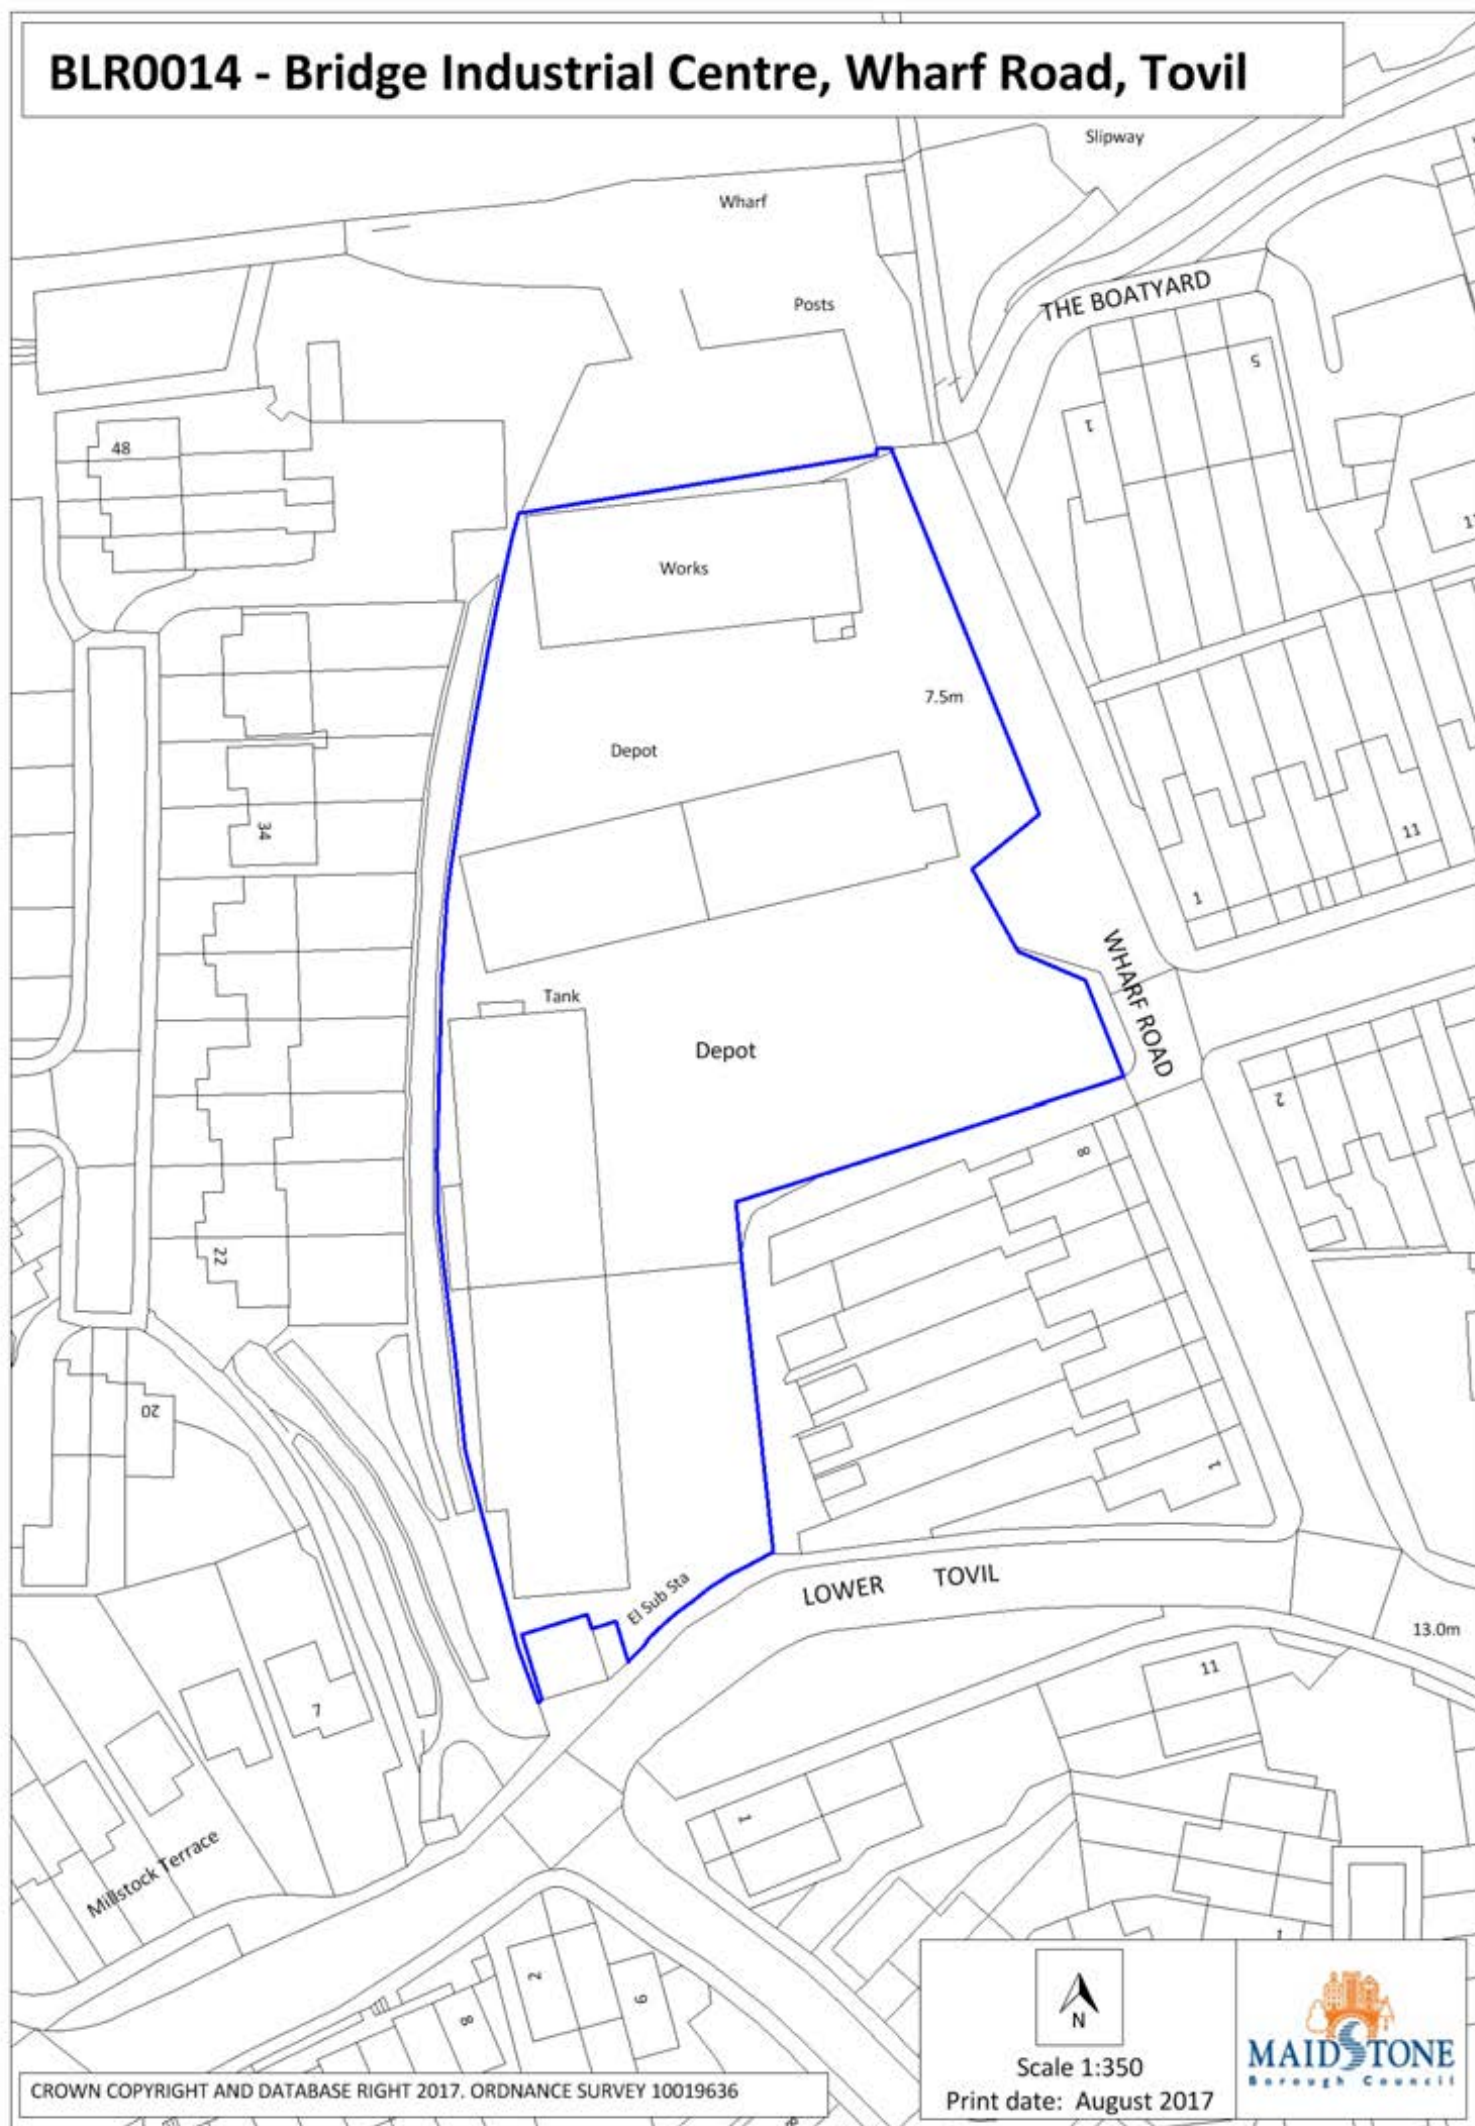 BLR0014 - Bridge Industrial Centre, Wharf Road, Tovil
Slipway
Wharf
THE BOATYARD
Posts
5
1
48
Works
7.5m
Depot
34
11
1
WHARF ROAD
Tank
Depot
2
8
22
20
1
El Sub Sta
LOWER TOVIL
13.0m
11
7
1
Millstock Terrace
1
2
6
8
N
Scale 1:350
Print date: August 2017
MAIDSTONE
Borough Council
CROWN COPYRIGHT AND DATABASE RIGHT 2017. ORDNANCE SURVEY 10019636